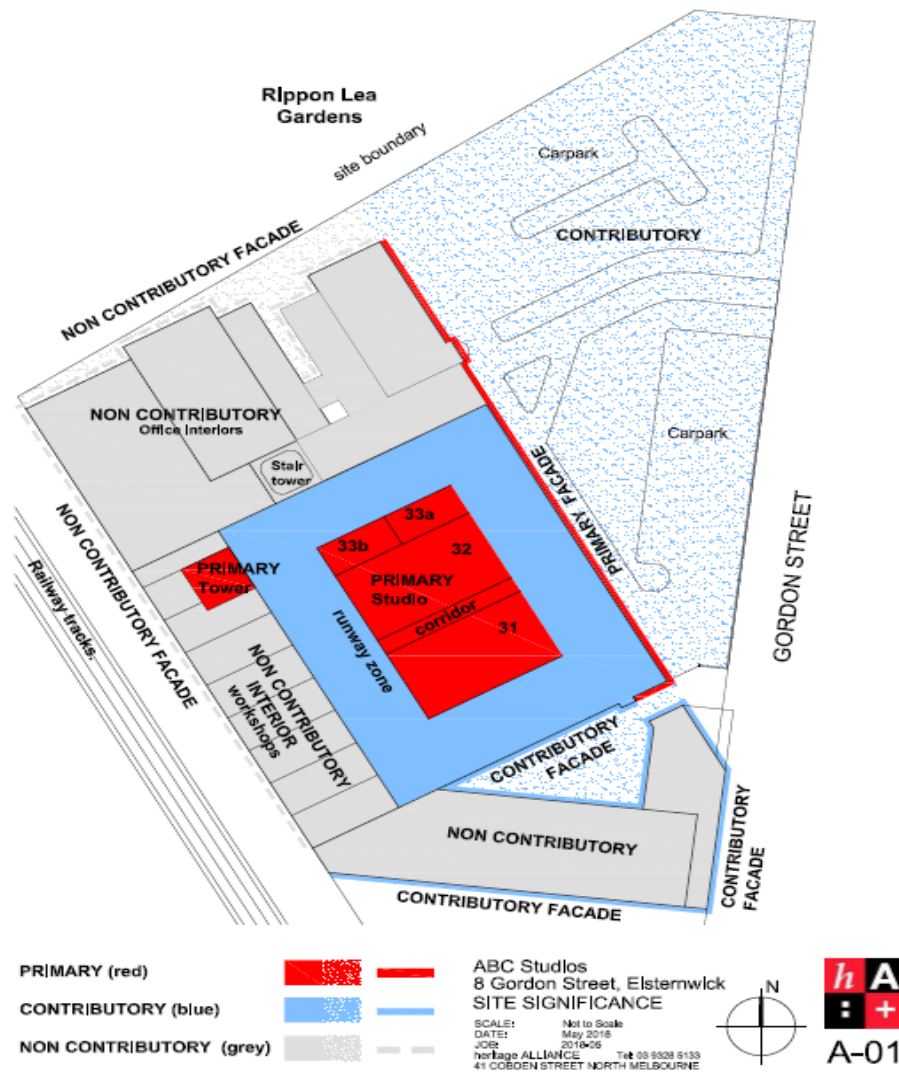 Rippon Lea
Gardens
site boundary
Carpark
NON CONTRIBUTORY FACADE
CONTRIBUTORY
NON CONTRIBUTORY
Office Interiors
Carpark
Stair
tower
PRIMARY FACADE
NON CONTRIBUTORY FACADE
33a
33b
32
PRIMARY
Tower
PRIMARY
Studio
GORDON STREET
Railway tracks.
corridor
31
runway zone
NON CONTRIBUTORY
INTERIOR
workshops
CONTRIBUTORY
FACADE
NON CONTRIBUTORY
CONTRIBUTORY
FACADE
CONTRIBUTORY FACADE
PRIMARY (red)
CONTRIBUTORY (blue)
NON CONTRIBUTORY (grey)
ABC Studios
8 Gordon Street, Elsternwick
SITE SIGNIFICANCE
SCALE: Not to Scale
DATE: May 2018
JOB: 2018-05
heritage ALLIANCE Tel: 03 9328 5133
41 COBDEN STREET NORTH MELBOURNE
N
h A
: +
A-01